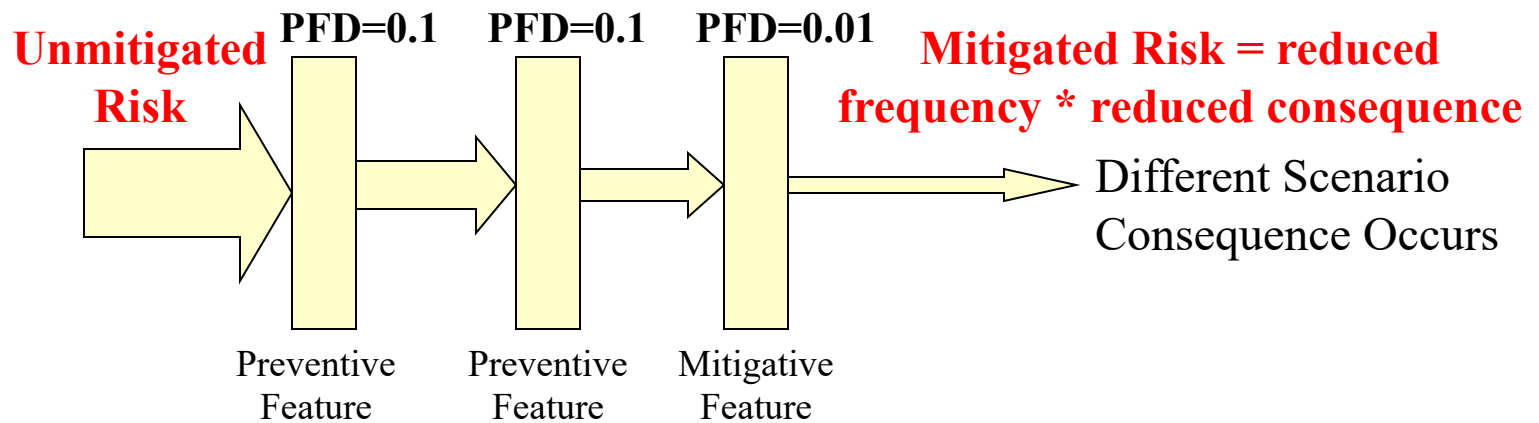 Unmitigated
Risk
PFD=0.1
PFD=0.1
PFD=0.01
Mitigated Risk = reduced
frequency * reduced consequence
Different Scenario
Consequence Occurs
Preventive
Feature
Preventive
Feature
Mitigative
Feature